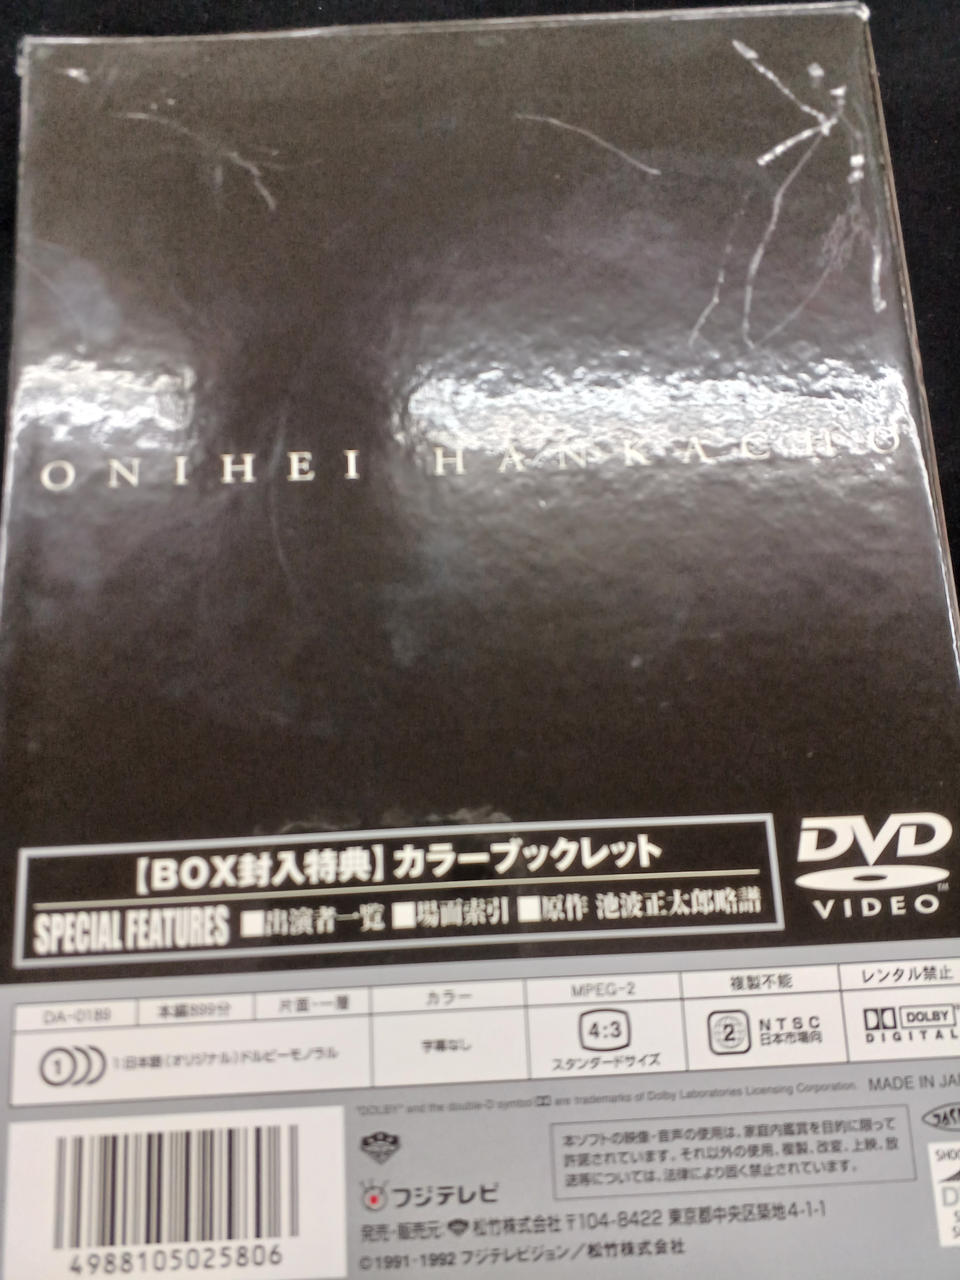 ONIHEI HANKACHO
【BOX封入特典】カラーブックレット
SPECIAL FEATURES ■出演者一覧 ■場面索引 ■原作 池波正太郎略譜
DVD
VIDEO
DA-0189 本編899分 片面・一層 カラー MPEG-2 複製不能 レンタル禁止
1 1:日本語(オリジナル)ドルビーモノラル 字幕なし 4:3 スタンダードサイズ 2 NTSC 日本市場向 DOLBY DIGITAL
"DOLBY" and the double-D symbol are trademarks of Dolby Laboratories Licensing Corporation. MADE IN
本ソフトの映像・音声の使用は、家庭内鑑賞を目的に限って
許諾されています。それ以外の使用、複製、改変、上映、放
送等については、法律により固く禁止されています。
フジテレビ
発売・販売元: 松竹株式会社 〒104-8422 東京都中央区築地4-1-1
©1991-1992 フジテレビジョン/松竹株式会社
4988105025806